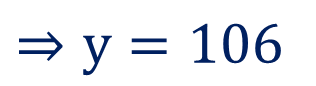 ⇒ y = 106